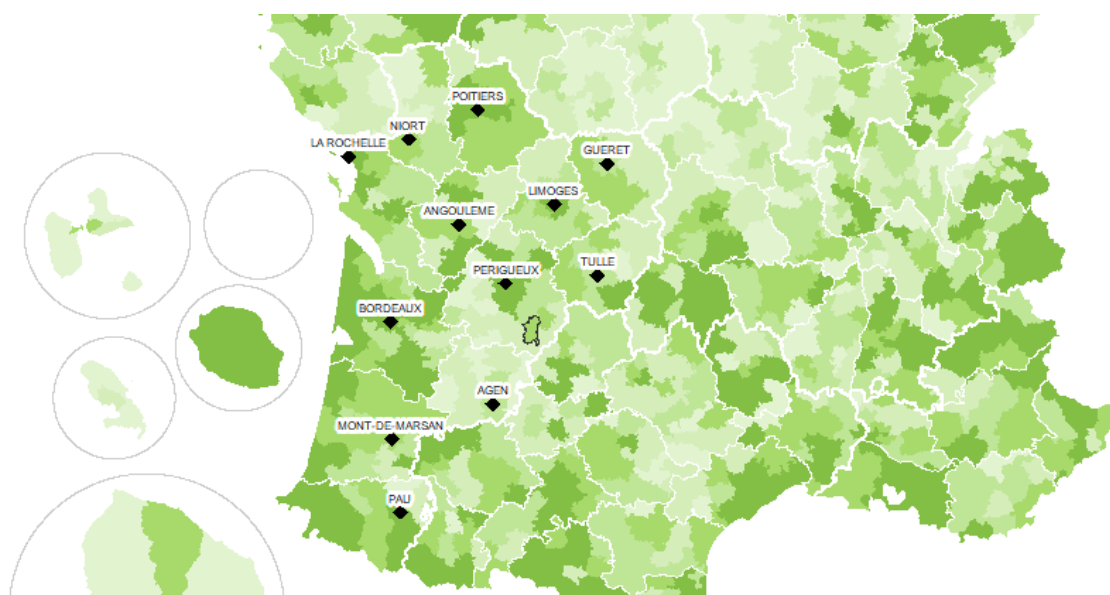 POITIERS
NIORT
LA ROCHELLE
GUERET
LIMOGES
ANGOULEME
TULLE
PERIGUEUX
BORDEAUX
AGEN
MONT-DE-MARSAN
PAU